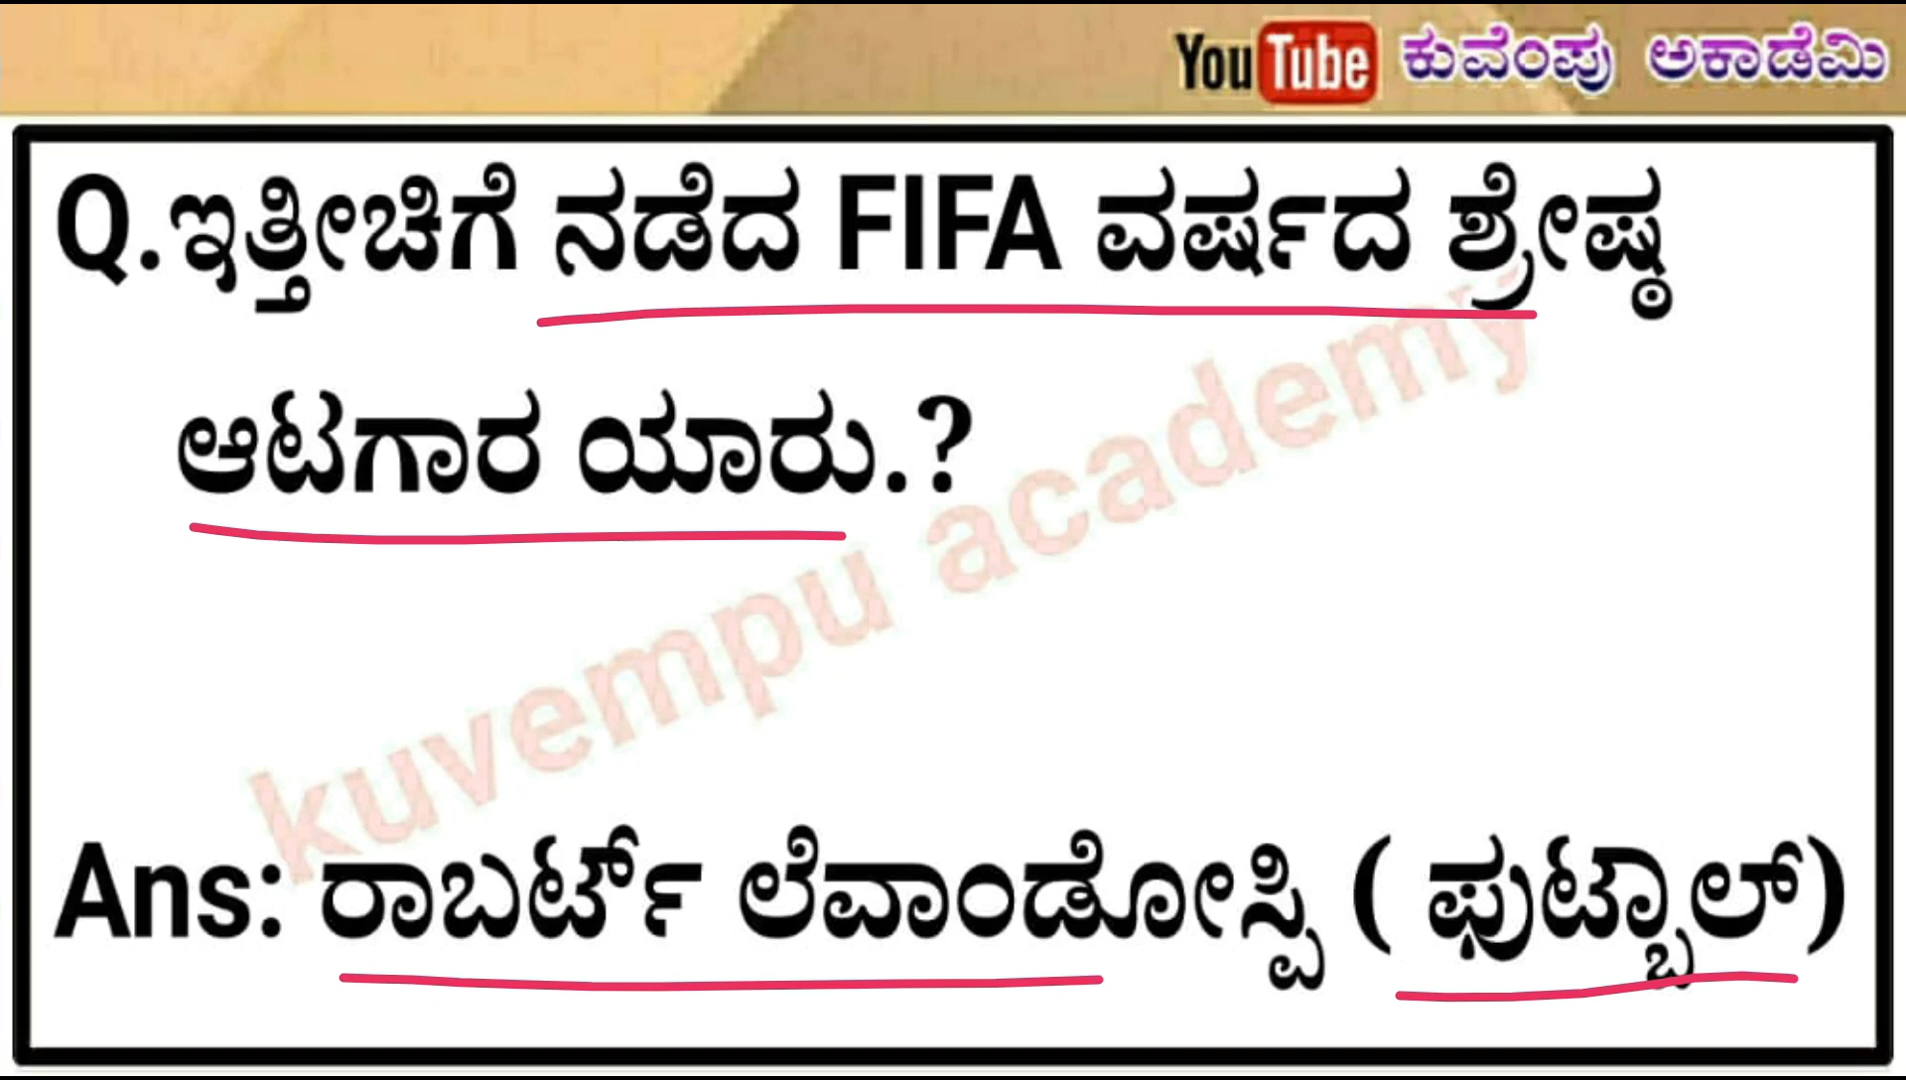 YouTube ಕುವೆಂಪು ಅಕಾಡೆಮಿ
Q.ಇತ್ತೀಚಿಗೆ ನಡೆದ FIFA ವರ್ಷದ ಶ್ರೇಷ್ಠ
ಆಟಗಾರ ಯಾರು.?
kuvempu academy
Ans: ರಾಬರ್ಟ್ ಲೆವಾಂಡೋಸ್ಪಿ ( ಫುಟ್ಬಾಲ್)